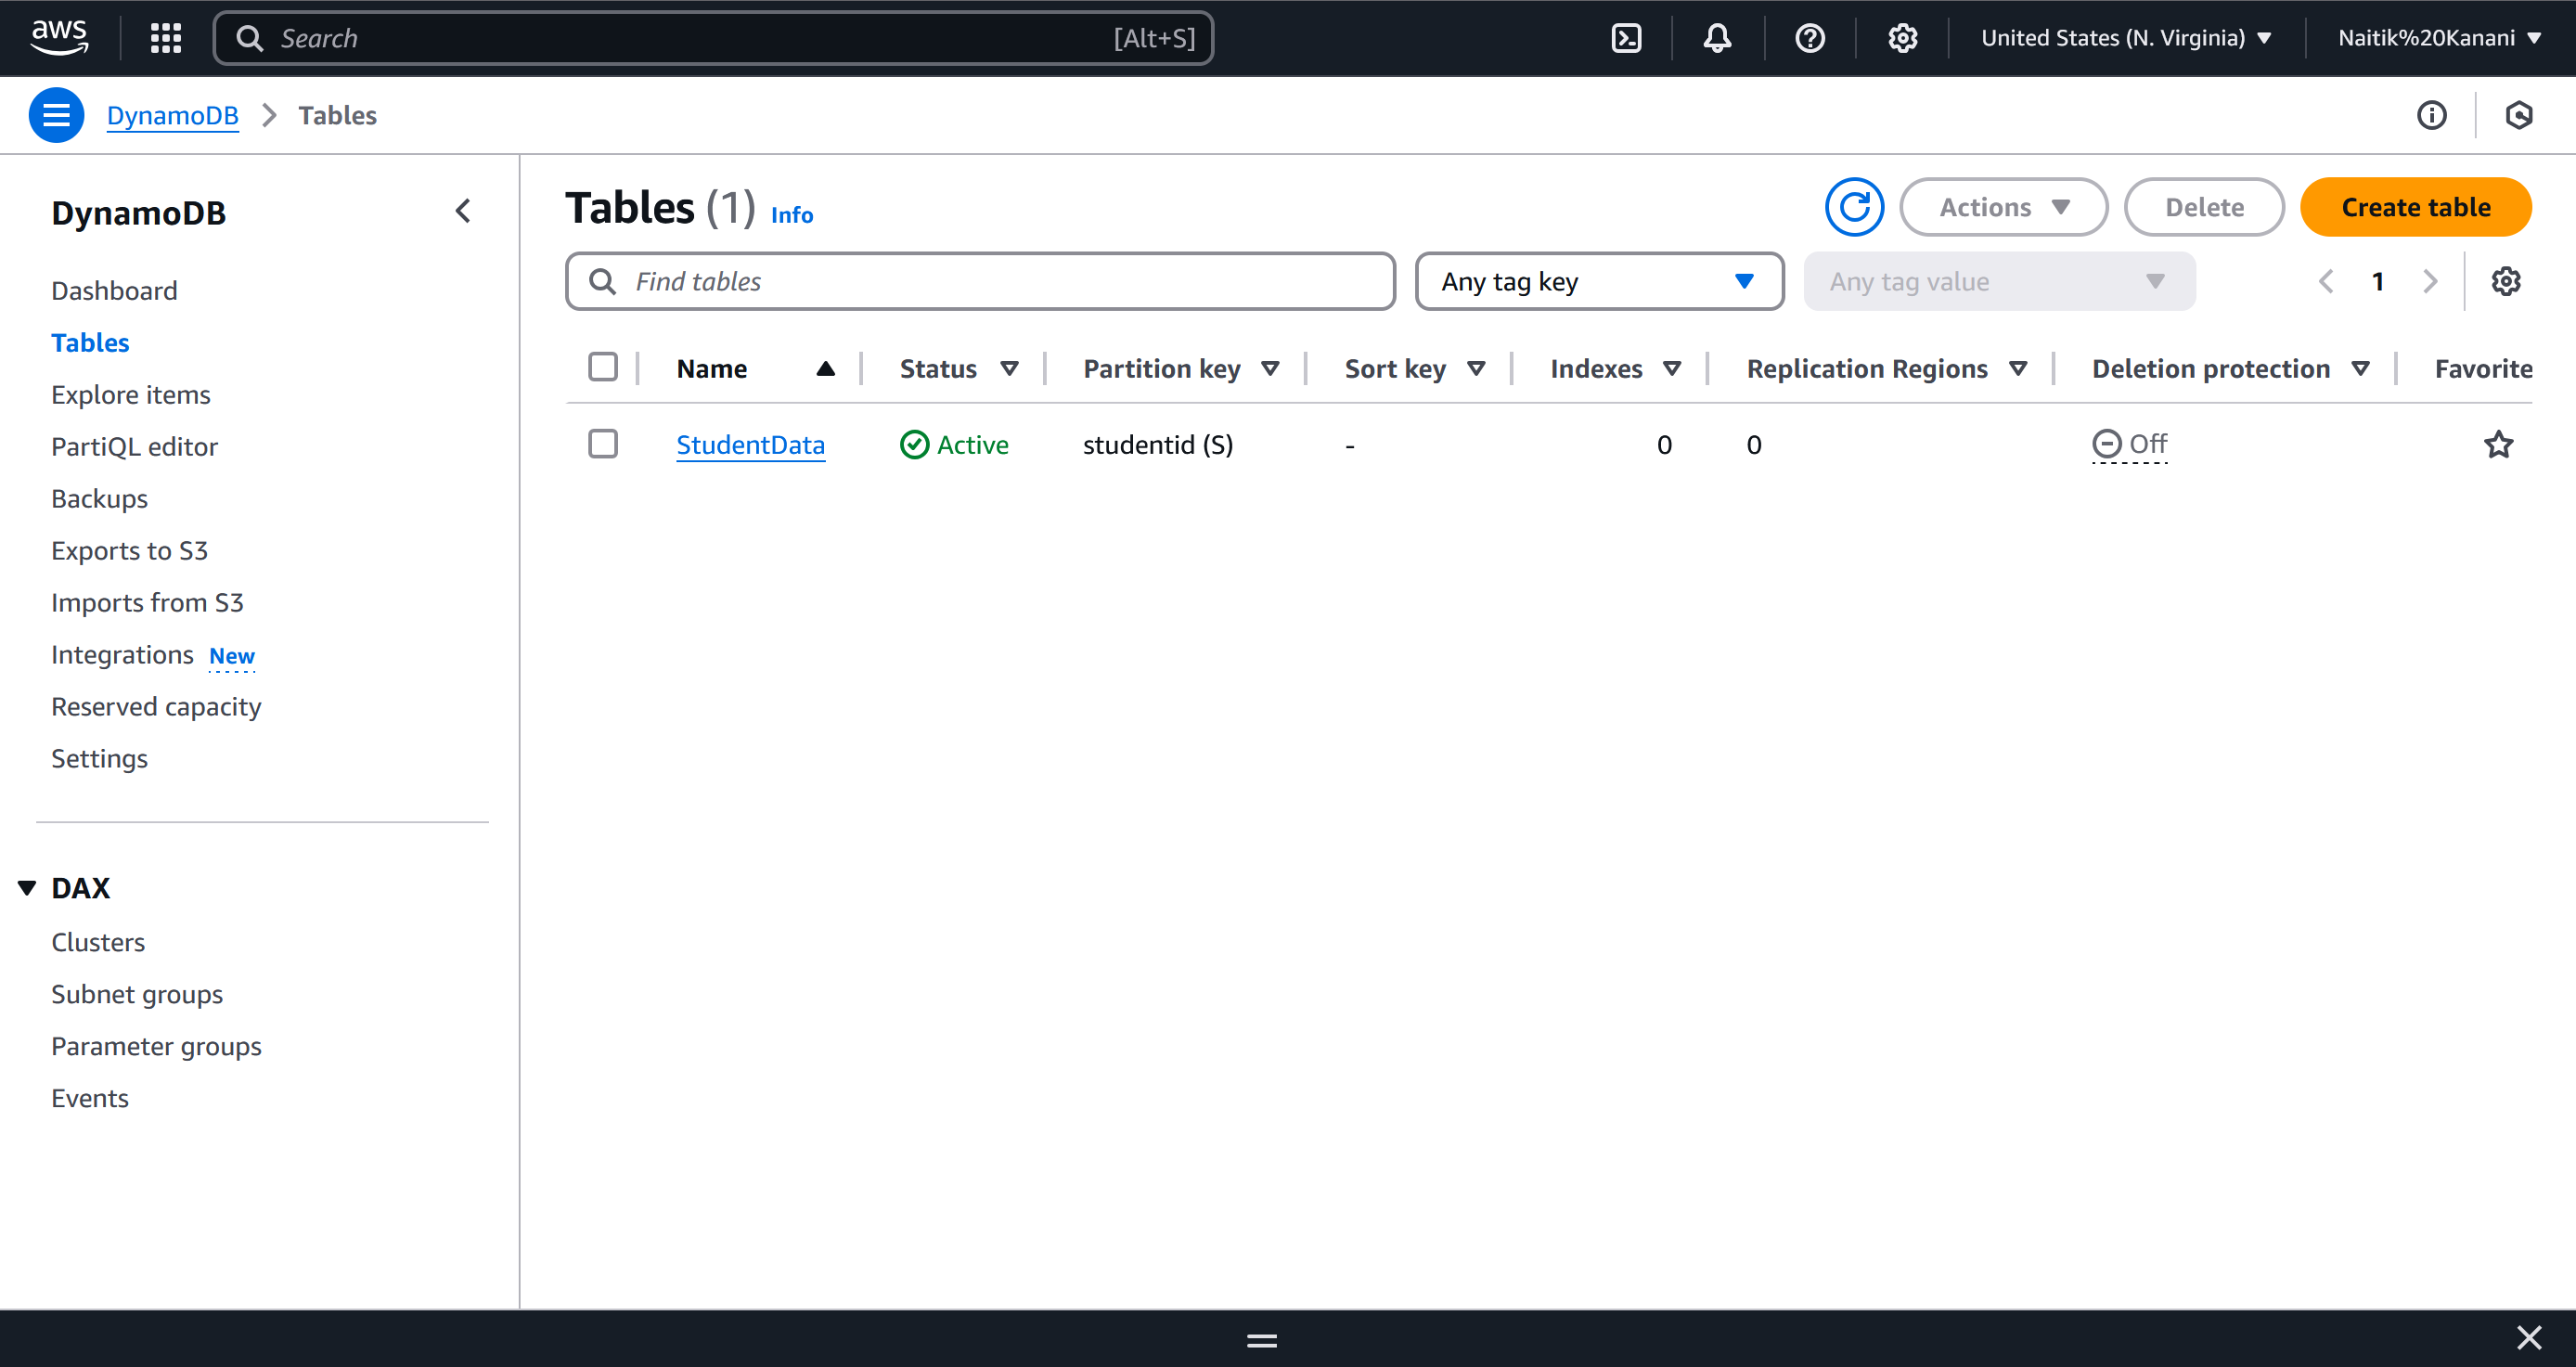 aws Search [Alt+S] United States (N. Virginia) Naitik%20Kanani
DynamoDB Tables
DynamoDB
Dashboard
Tables
Explore items
PartiQL editor
Backups
Exports to S3
Imports from S3
Integrations New
Reserved capacity
Settings
DAX
Clusters
Subnet groups
Parameter groups
Events
Tables (1) Info Actions Delete Create table
Find tables Any tag key Any tag value 1
Name Status Partition key Sort key Indexes Replication Regions Deletion protection Favorite
StudentData Active studentid (S) - 0 0 Off